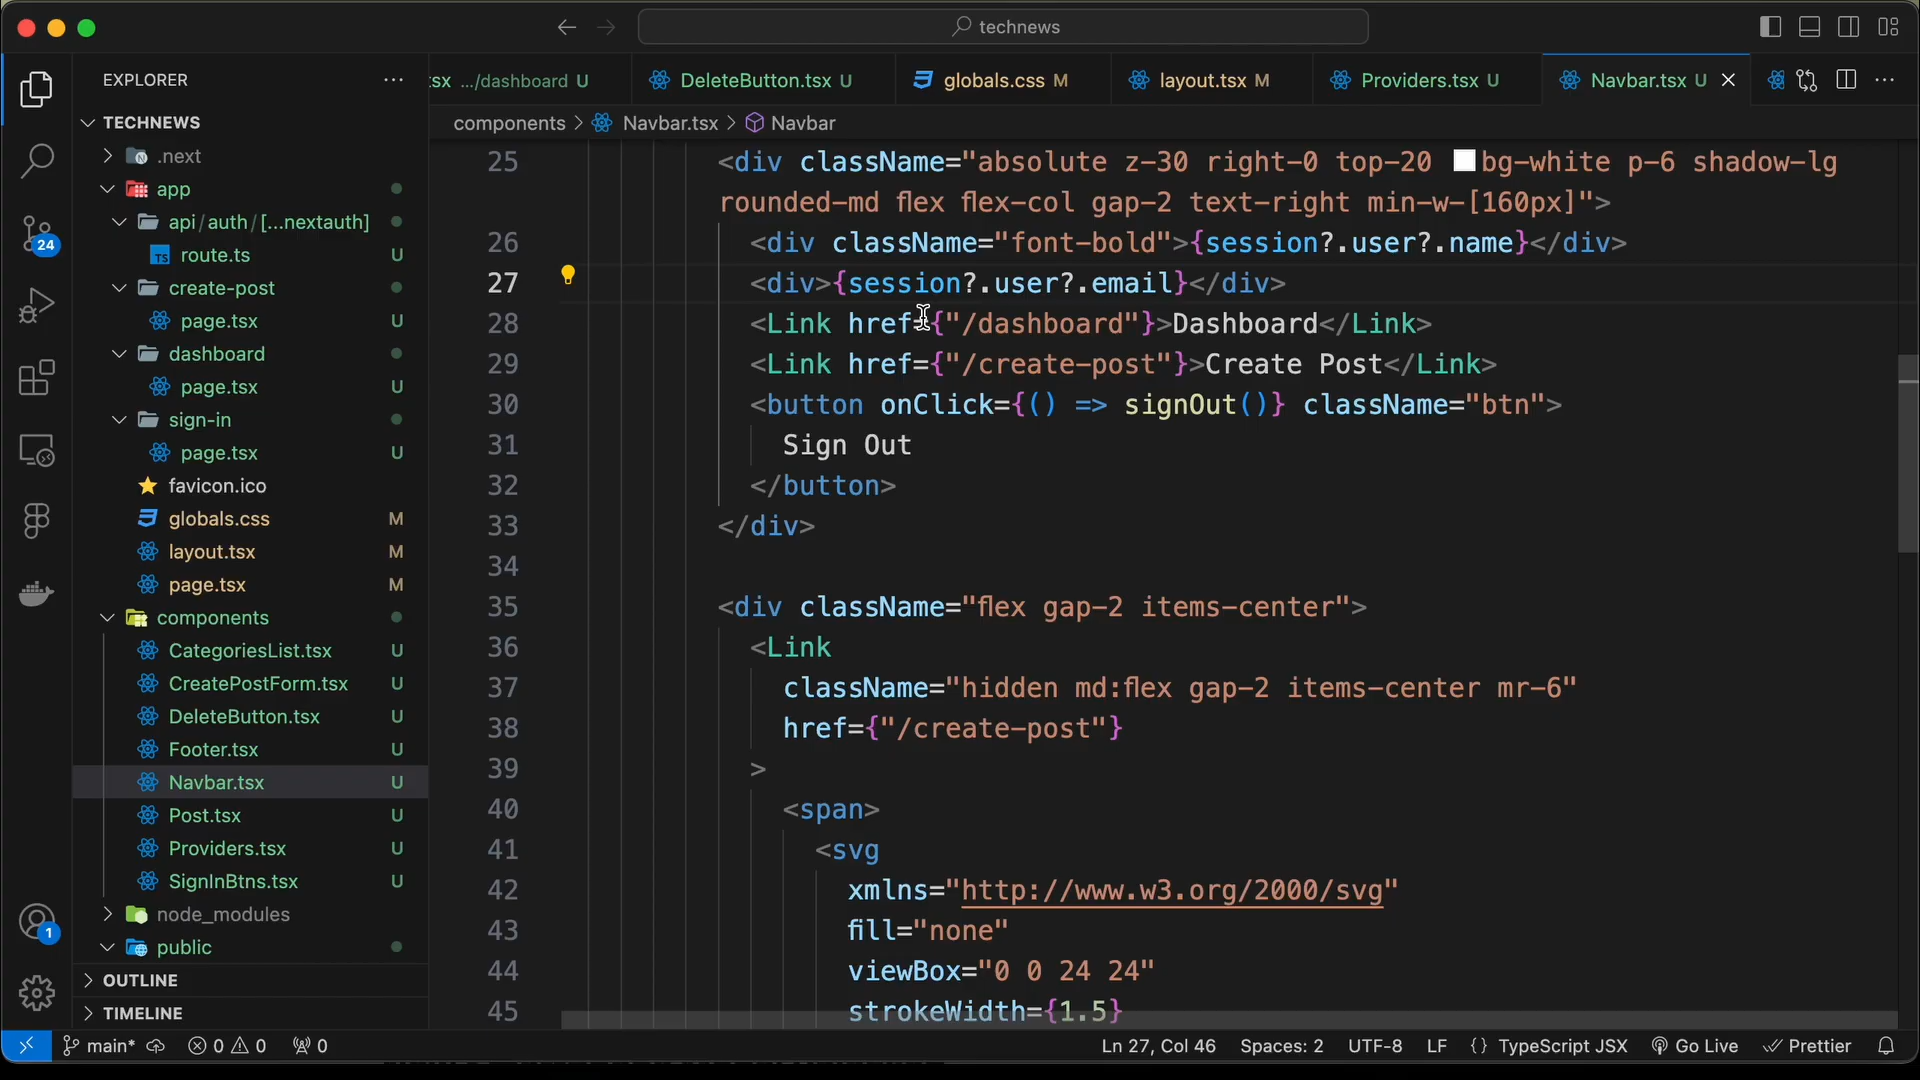 technews
EXPLORER
tsx .../dashboard U
DeleteButton.tsx U
globals.css M
layout.tsx M
Providers.tsx U
Navbar.tsx U
components > Navbar.tsx > Navbar
TECHNEWS
.next
app
api/auth/[...nextauth]
route.ts U
create-post
page.tsx U
dashboard
page.tsx U
sign-in
page.tsx U
favicon.ico
globals.css M
layout.tsx M
page.tsx M
components
CategoriesList.tsx U
CreatePostForm.tsx U
DeleteButton.tsx U
Footer.tsx U
Navbar.tsx U
Post.tsx U
Providers.tsx U
SignInBtns.tsx U
node_modules
public
OUTLINE
TIMELINE
24
1
25 <div className="absolute z-30 right-0 top-20 bg-white p-6 shadow-lg
rounded-md flex flex-col gap-2 text-right min-w-[160px]">
26 <div className="font-bold">{session?.user?.name}</div>
27 <div>{session?.user?.email}</div>
28 <Link href={"/dashboard"}>Dashboard</Link>
29 <Link href={"/create-post"}>Create Post</Link>
30 <button onClick={() => signOut()} className="btn">
31 Sign Out
32 </button>
33 </div>
34
35 <div className="flex gap-2 items-center">
36 <Link
37 className="hidden md:flex gap-2 items-center mr-6"
38 href={"/create-post"}
39 >
40 <span>
41 <svg
42 xmlns="http://www.w3.org/2000/svg"
43 fill="none"
44 viewBox="0 0 24 24"
45 strokeWidth={1.5}
main* 0 0 0 Ln 27, Col 46 Spaces: 2 UTF-8 LF {} TypeScript JSX Go Live Prettier